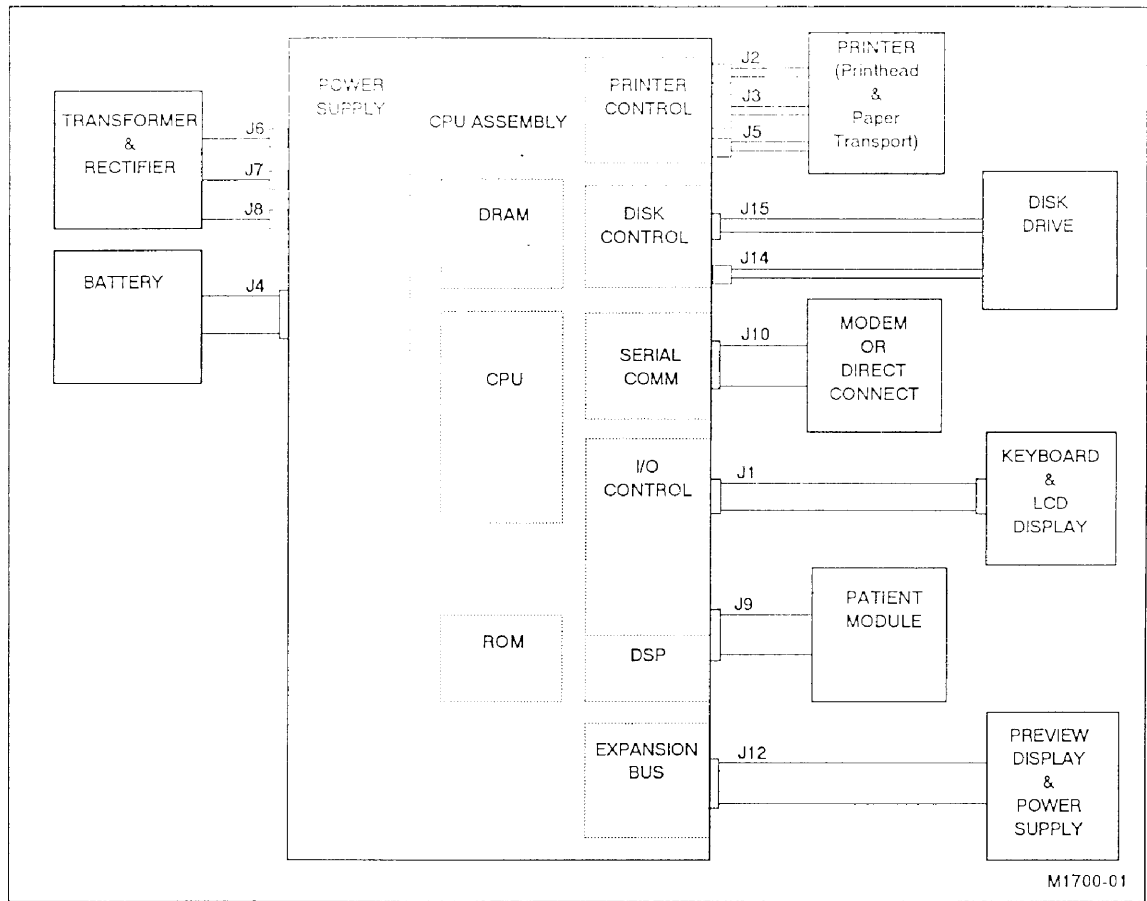 TRANSFORMER
&
RECTIFIER
J6
J7
J8
BATTERY
J4
POWER
SUPPLY
CPU ASSEMBLY
DRAM
CPU
ROM
PRINTER
CONTROL
DISK
CONTROL
SERIAL
COMM
I/O
CONTROL
DSP
EXPANSION
BUS
J2
J3
J5
PRINTER
(Printhead
&
Paper
Transport)
J15
J14
DISK
DRIVE
J10
MODEM
OR
DIRECT
CONNECT
J1
KEYBOARD
&
LCD
DISPLAY
J9
PATIENT
MODULE
J12
PREVIEW
DISPLAY
&
POWER
SUPPLY
M1700-01